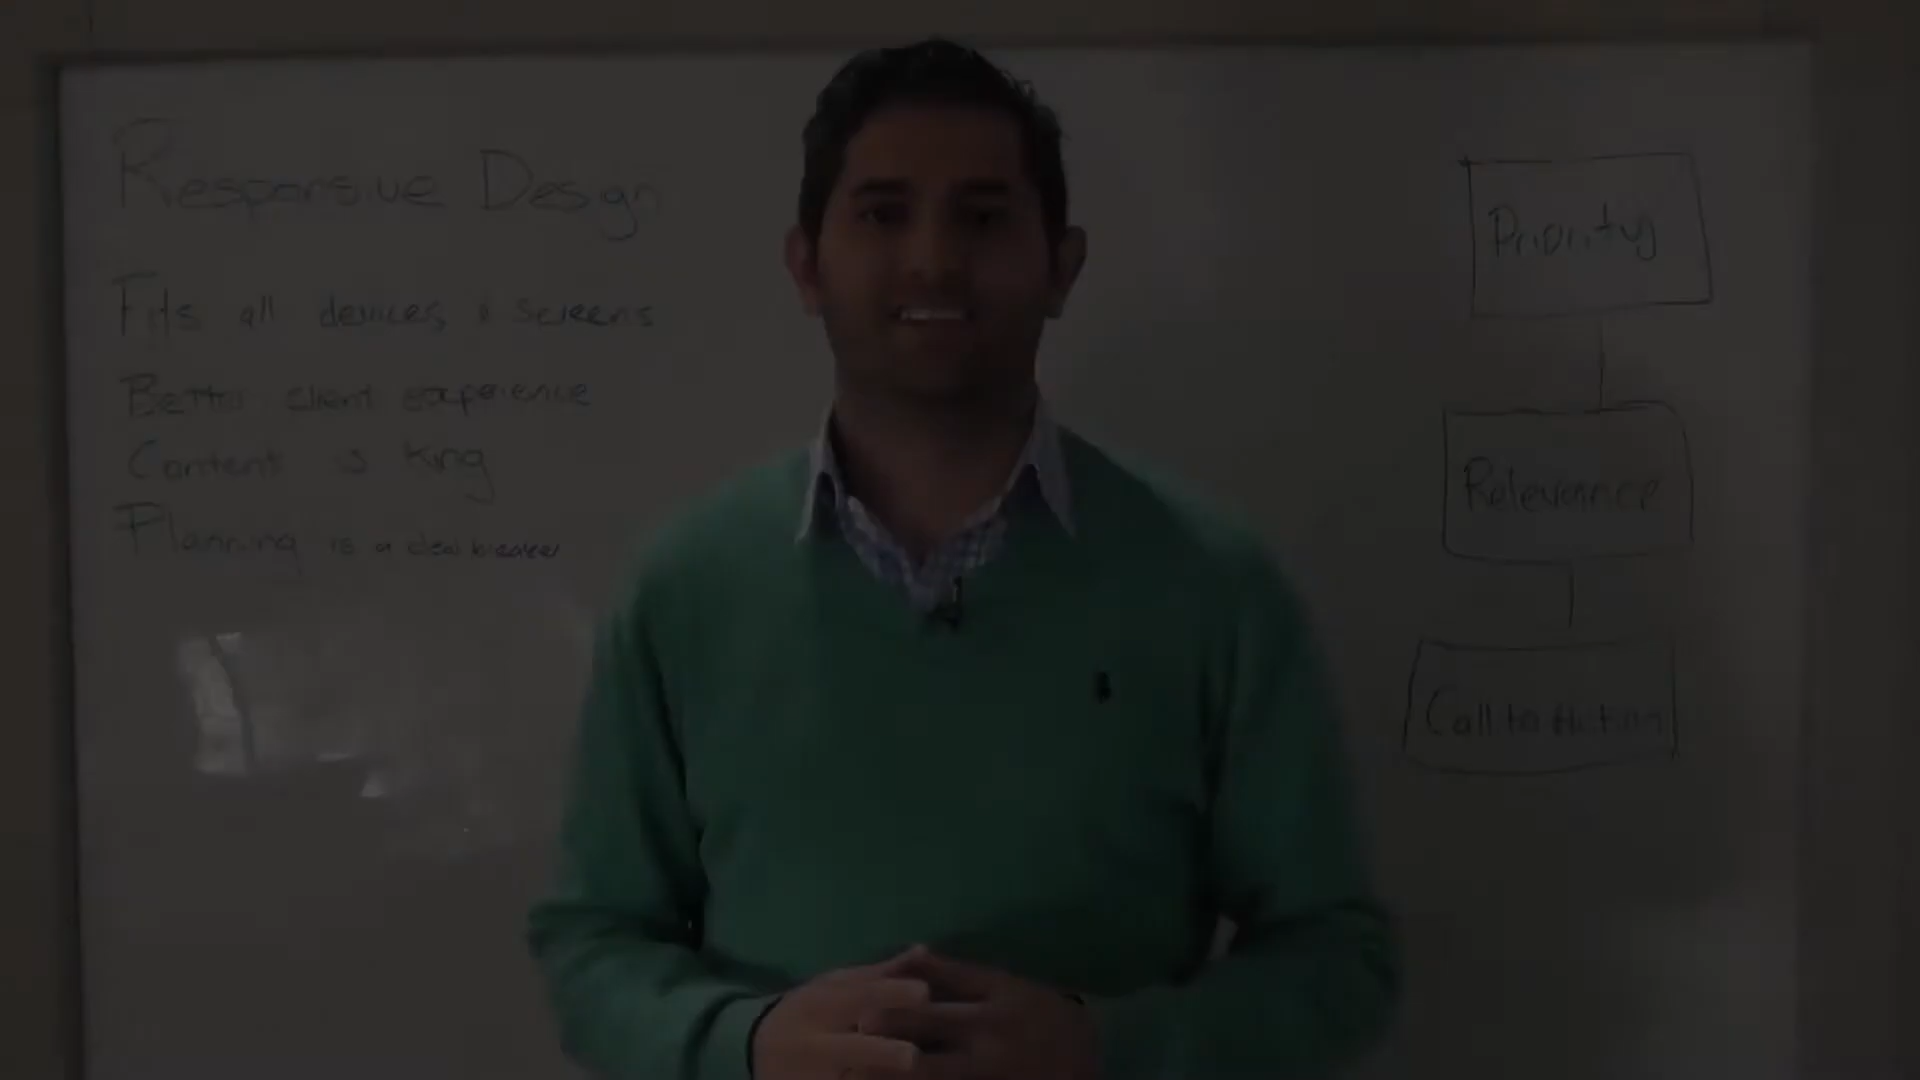 Responsive Design
Fits all devices & screens
Better client experience
Content is King
Planning is a deal breaker
Priority
Relevance
Call to Action